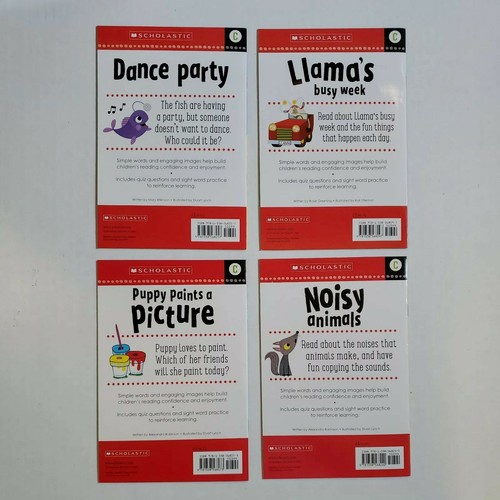 SCHOLASTIC
C
Dance party
The fish are having
a party, but someone
doesn't want to dance.
Who could it be?
Simple words and engaging images help build
children's reading confidence and enjoyment.
Includes quiz questions and sight word practice
to reinforce learning.
SCHOLASTIC
SCHOLASTIC
C
Llama's
busy week
Read about Llama's busy
week and the fun things
that happen each day.
Simple words and engaging images help build
children's reading confidence and enjoyment.
Includes quiz questions and sight word practice
to reinforce learning.
SCHOLASTIC
SCHOLASTIC
C
Puppy Paints a
picture
Puppy loves to paint.
Which of her friends
will she paint today?
Simple words and engaging images help build
children's reading confidence and enjoyment.
Includes quiz questions and sight word practice
to reinforce learning.
SCHOLASTIC
SCHOLASTIC
C
Noisy
animals
Read about the noises that
animals make, and have
fun copying the sounds.
Simple words and engaging images help build
children's reading confidence and enjoyment.
Includes quiz questions and sight word practice
to reinforce learning.
SCHOLASTIC